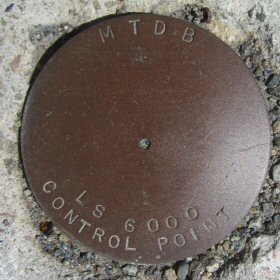 MTDB
LS 6000
CONTROL POINT